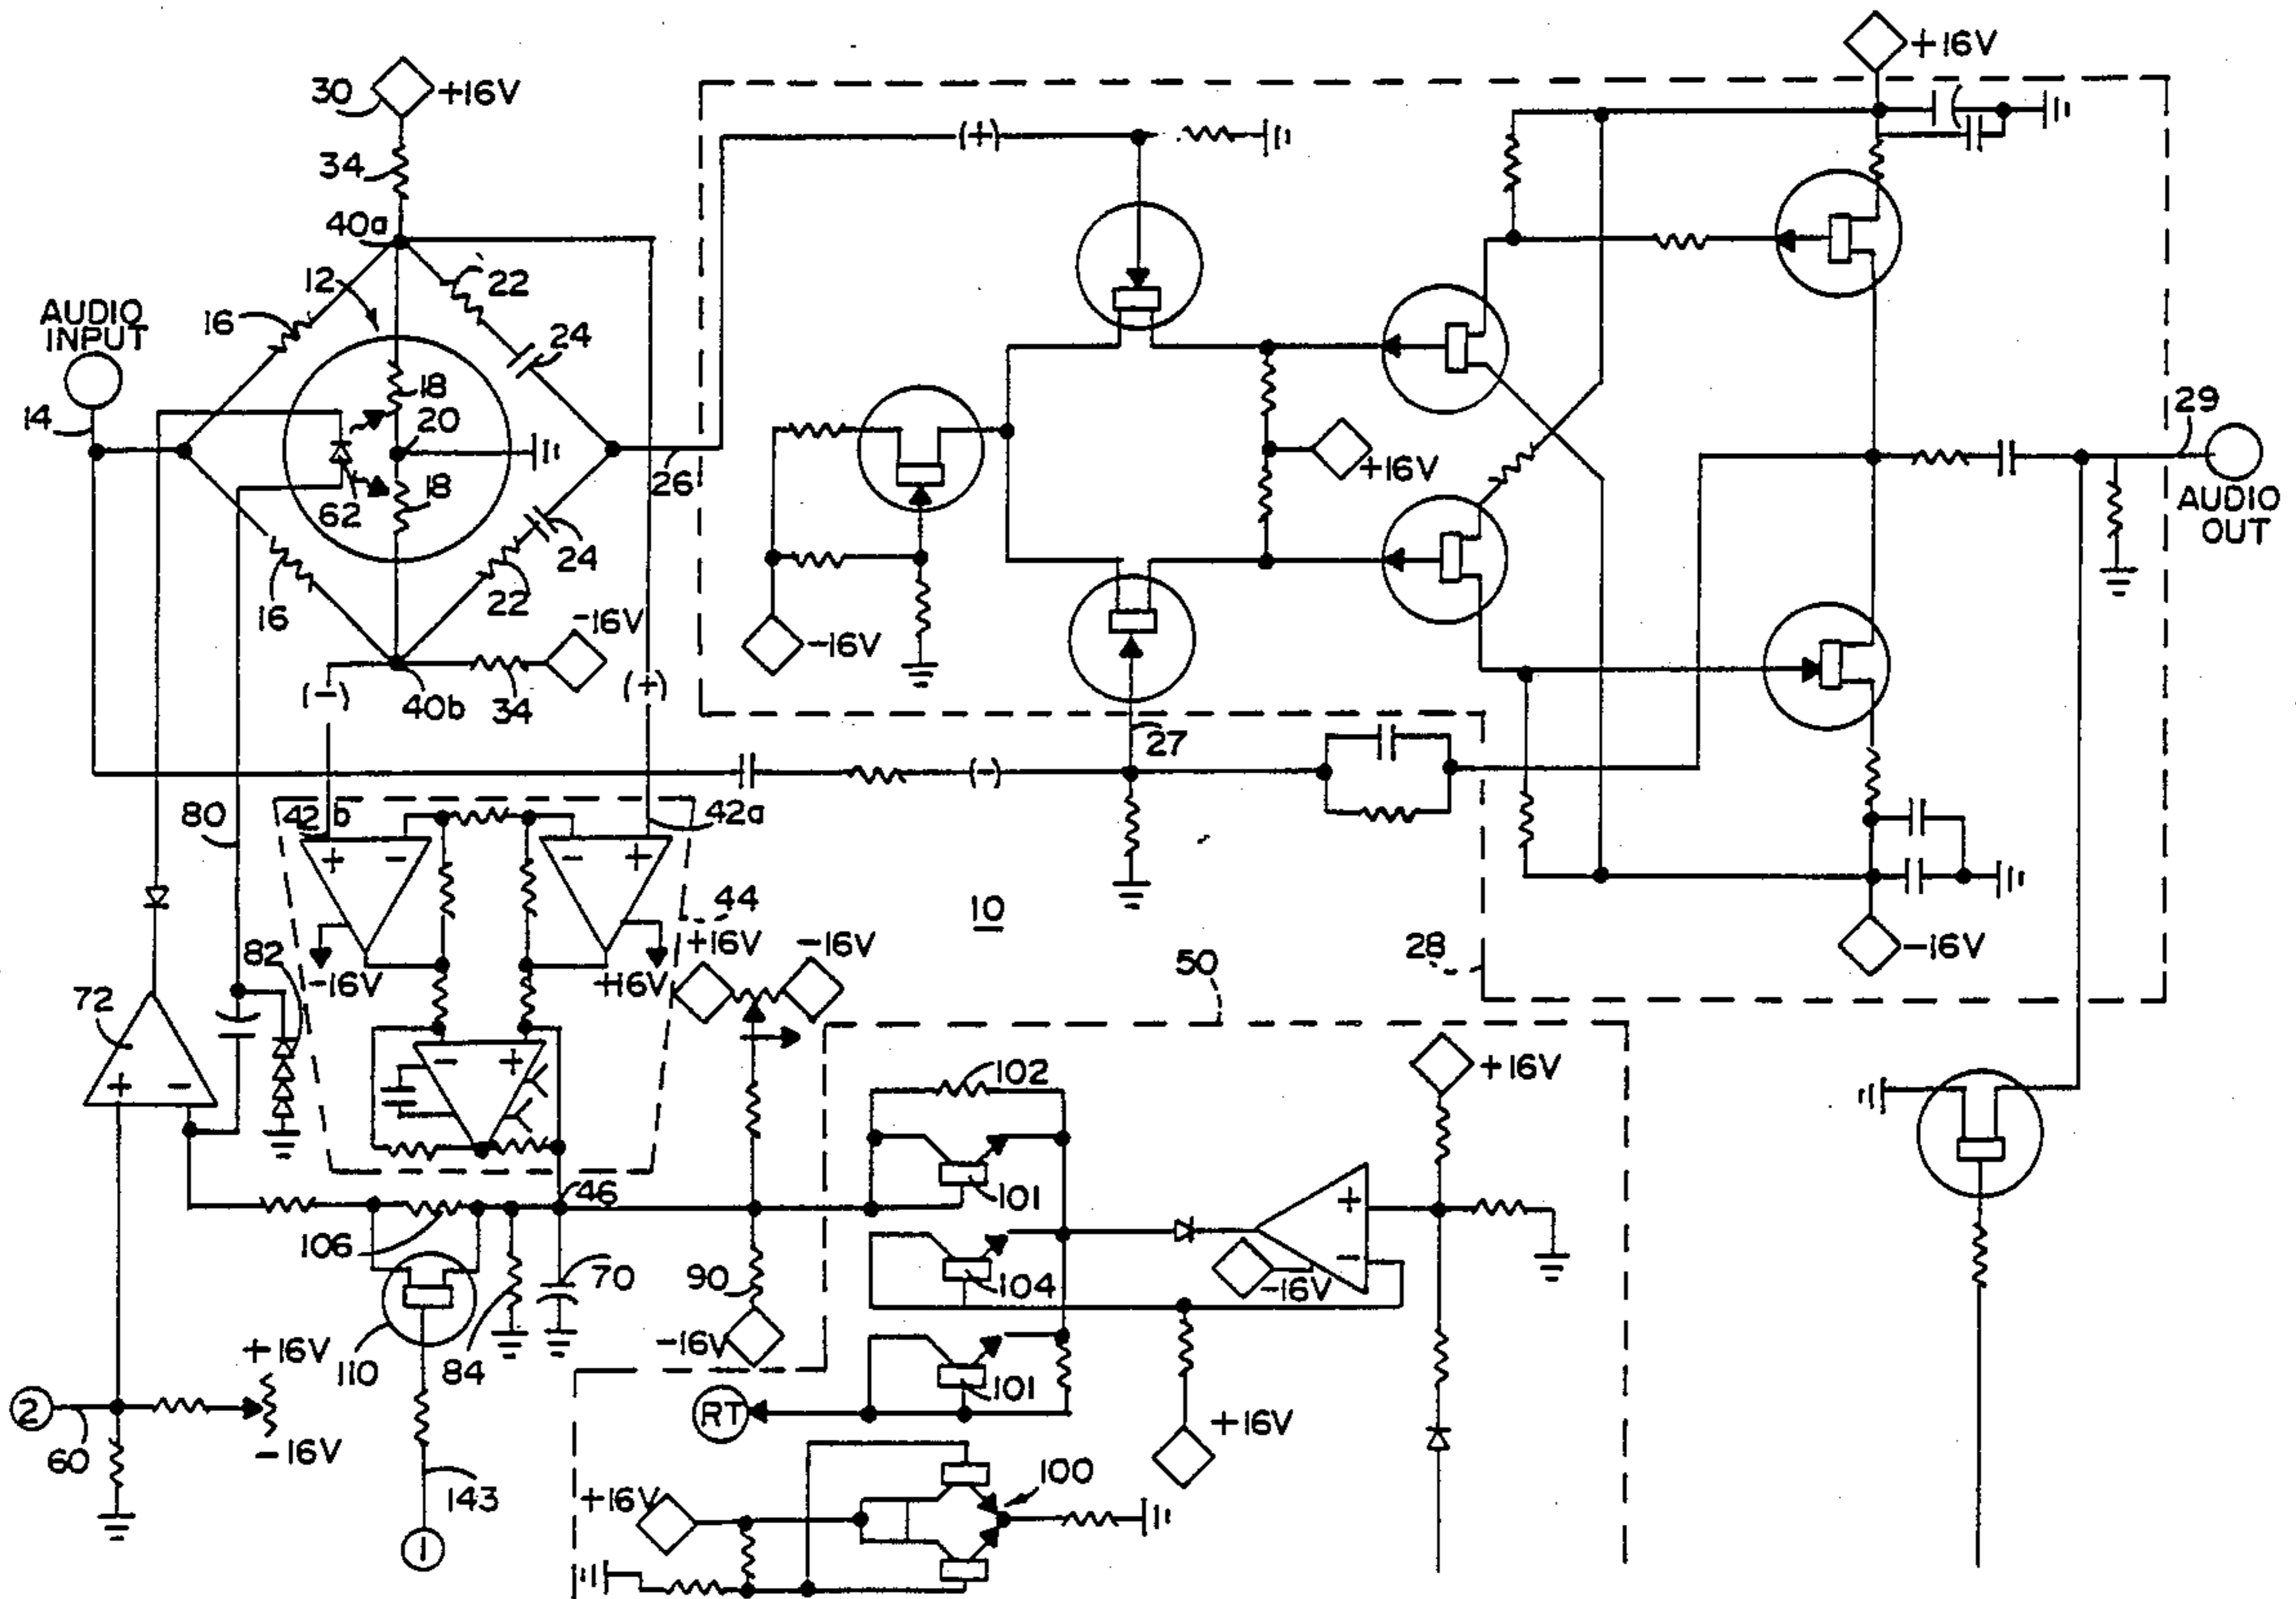 +16V
30
+16V
34
40a
12
22
16
24
AUDIO
INPUT
18
20
14
62
18
26
24
16
22
-16V
(+)
(-)
40b
34
(+)
+16V
-16V
29
AUDIO
OUT
27
(-)
80
42b
42a
+
-
-
+
44
10
28
-16V
50
82
-16V
+16V
+16V
-16V
72
+
-
-
+
102
+16V
101
46
+
-
106
70
90
104
-16V
-16V
110
84
+16V
2
60
-16V
101
RT
+16V
143
1
+16V
100